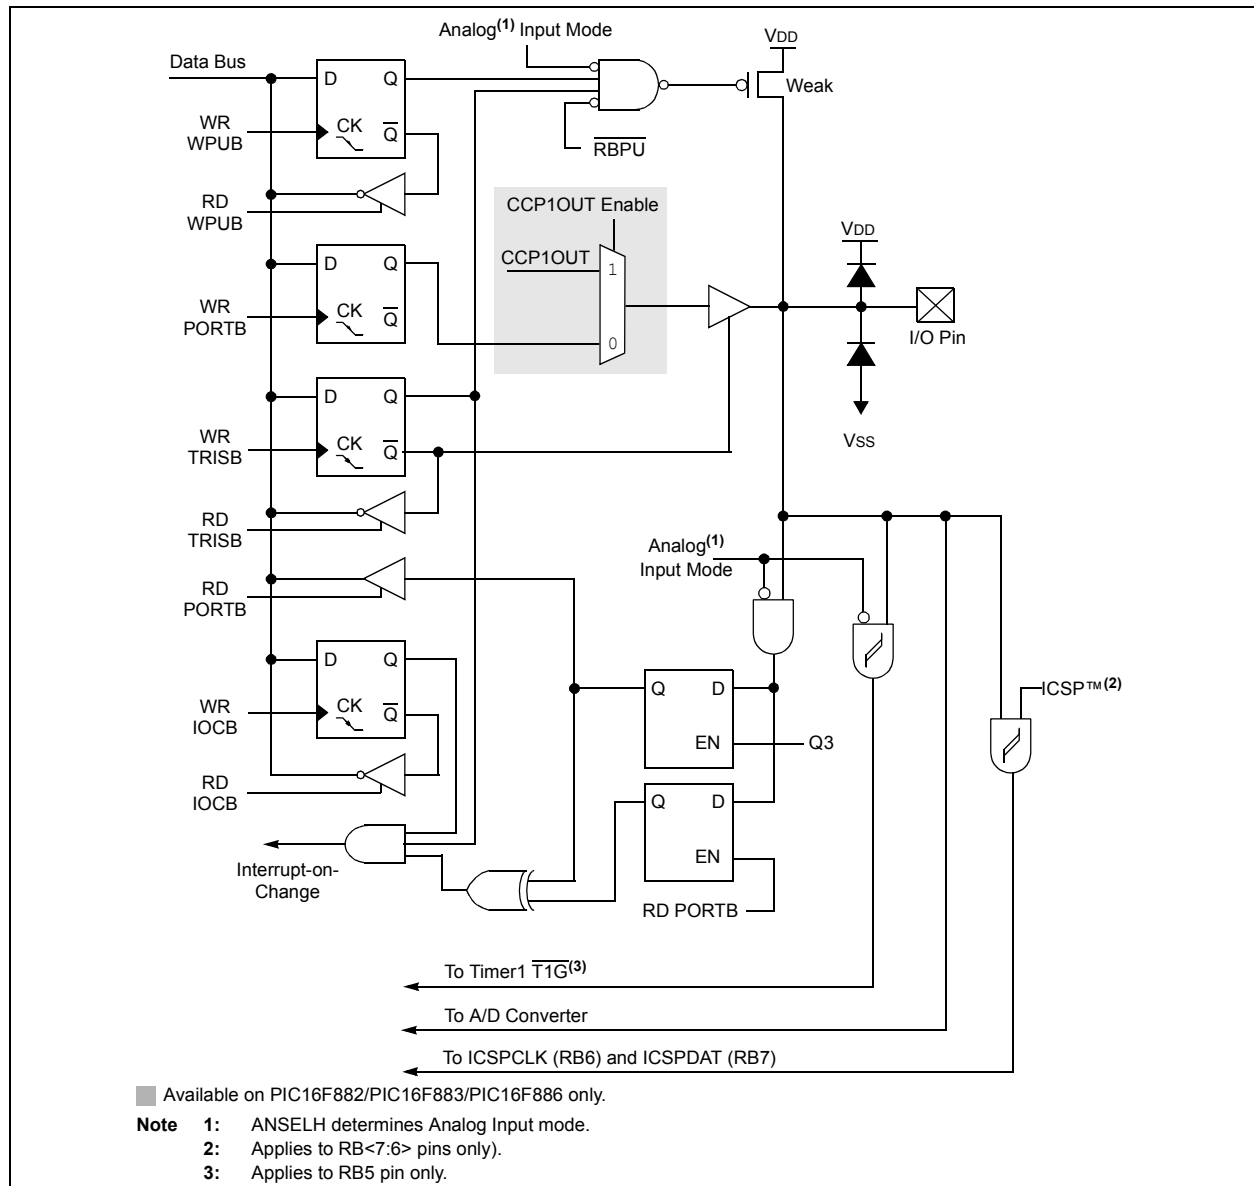 Analog(1) Input Mode
VDD
Data Bus
D Q
Weak
WR
WPUB
CK Q
RBPU
RD
WPUB
CCP1OUT Enable
VDD
D Q
CCP1OUT
1
WR
PORTB
CK Q
I/O Pin
0
D Q
WR
TRISB
CK Q
VSS
RD
TRISB
Analog(1)
Input Mode
RD
PORTB
D Q
Q D
ICSP™(2)
WR
IOCB
CK Q
EN
Q3
RD
IOCB
Q D
EN
Interrupt-on-
Change
RD PORTB
To Timer1 T1G(3)
To A/D Converter
To ICSPCLK (RB6) and ICSPDAT (RB7)
Available on PIC16F882/PIC16F883/PIC16F886 only.
Note 1: ANSELH determines Analog Input mode.
2: Applies to RB<7:6> pins only).
3: Applies to RB5 pin only.